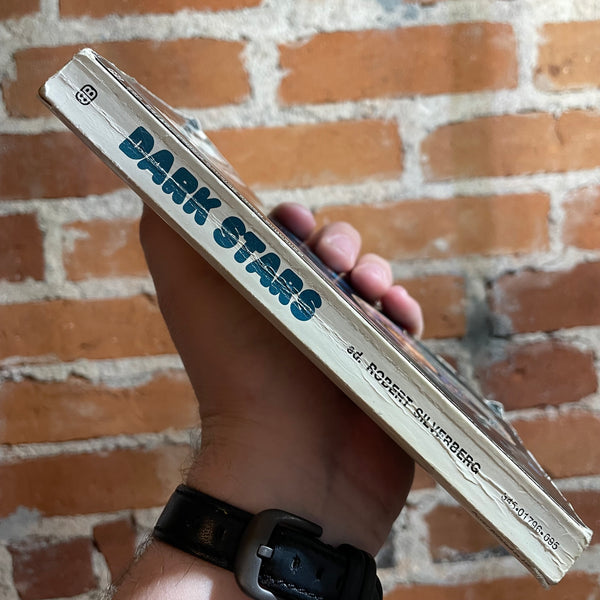 BB
DARK STARS
ed. ROBERT SILVERBERG
345·01796·095